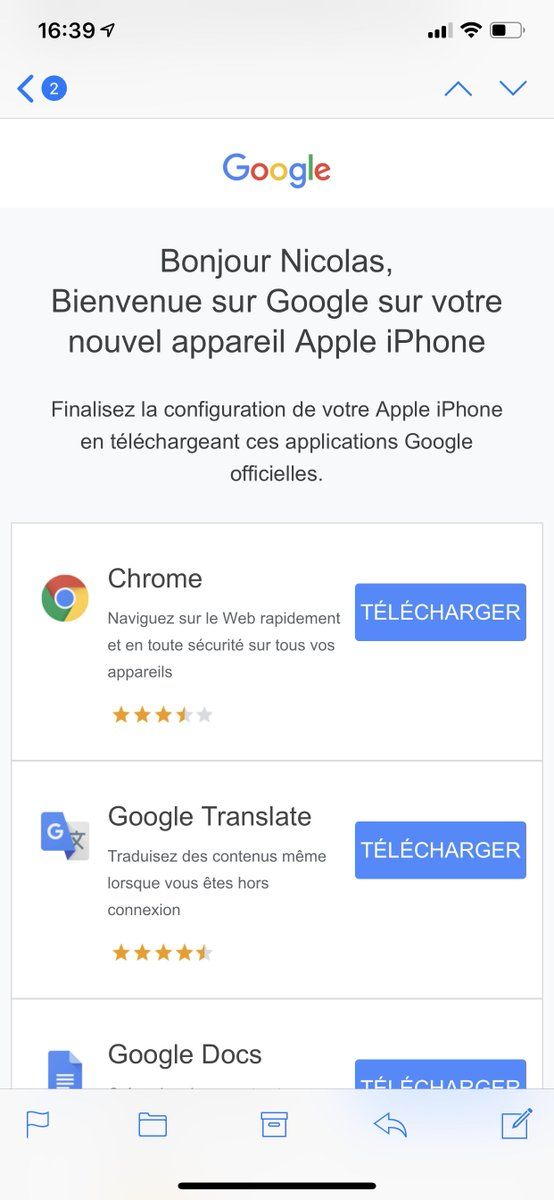 16:39
2
Google
Bonjour Nicolas,
Bienvenue sur Google sur votre
nouvel appareil Apple iPhone
Finalisez la configuration de votre Apple iPhone
en téléchargeant ces applications Google
officielles.
Chrome
Naviguez sur le Web rapidement
et en toute sécurité sur tous vos
appareils
TÉLÉCHARGER
Google Translate
Traduisez des contenus même
lorsque vous êtes hors
connexion
TÉLÉCHARGER
Google Docs
TÉLÉCHARGER